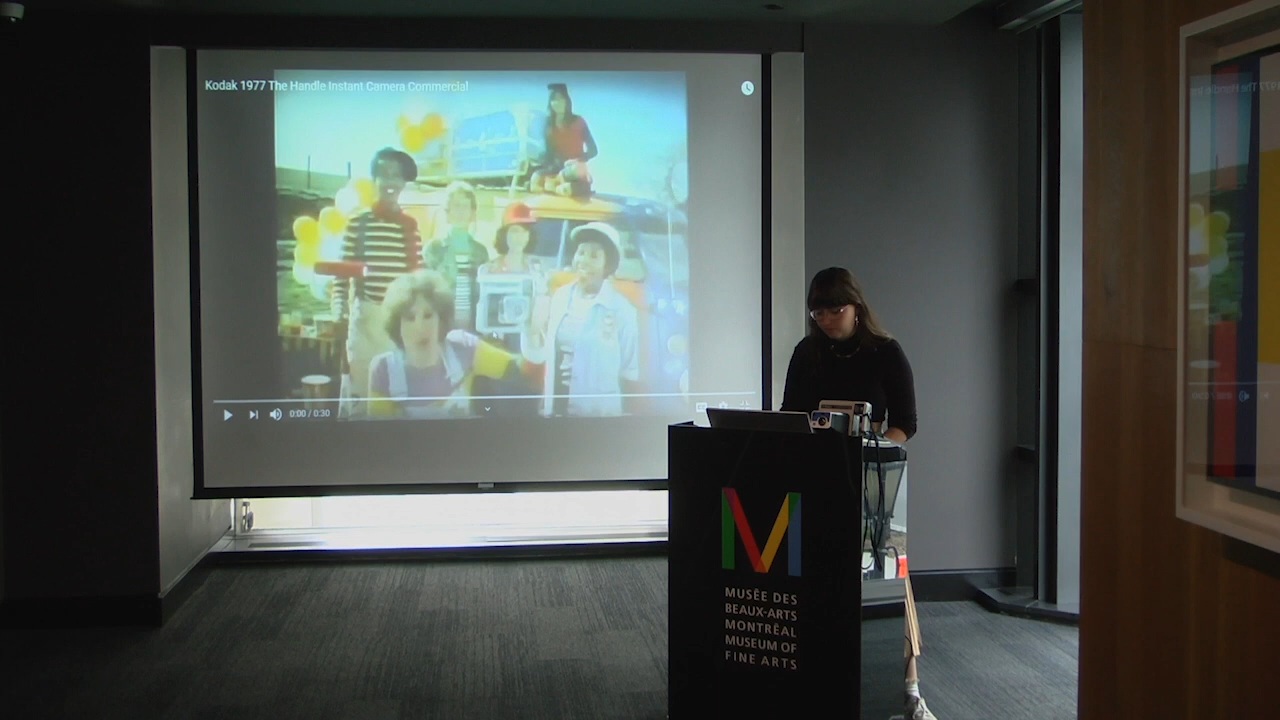 Kodak 1977 The Handle Instant Camera Commercial
0:00 / 0:30
M
MUSÉE DES
BEAUX-ARTS
MONTRÉAL
MUSEUM OF
FINE ARTS